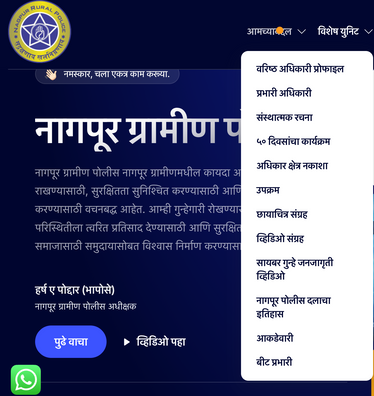 NAGPUR RURAL POLICE
आमच्याबद्दल
विशेष युनिट
नमस्कार, चला एकत्र काम करूया.
नागपूर ग्रामीण
नागपूर ग्रामीण पोलीस नागपूर ग्रामीणमधील कायदा
राखण्यासाठी, सुरक्षितता सुनिश्चित करण्यासाठी आणि
करण्यासाठी वचनबद्ध आहेत. आम्ही गुन्हेगारी रोखण्यासाठी
परिस्थितीला त्वरित प्रतिसाद देण्यासाठी आणि
समाजासाठी समुदायासोबत विश्वास निर्माण
हर्ष ए पोद्दार (भापोसे)
नागपूर ग्रामीण पोलीस अधीक्षक
पुढे वाचा
व्हिडिओ पहा
वरिष्ठ अधिकारी प्रोफाइल
प्रभारी अधिकारी
संस्थात्मक रचना
५० दिवसांचा कार्यक्रम
अधिकार क्षेत्र नकाशा
उपक्रम
छायाचित्र संग्रह
व्हिडिओ संग्रह
सायबर गुन्हे जनजागृती
व्हिडिओ
नागपूर पोलीस दलाचा
इतिहास
आकडेवारी
बीट प्रभारी